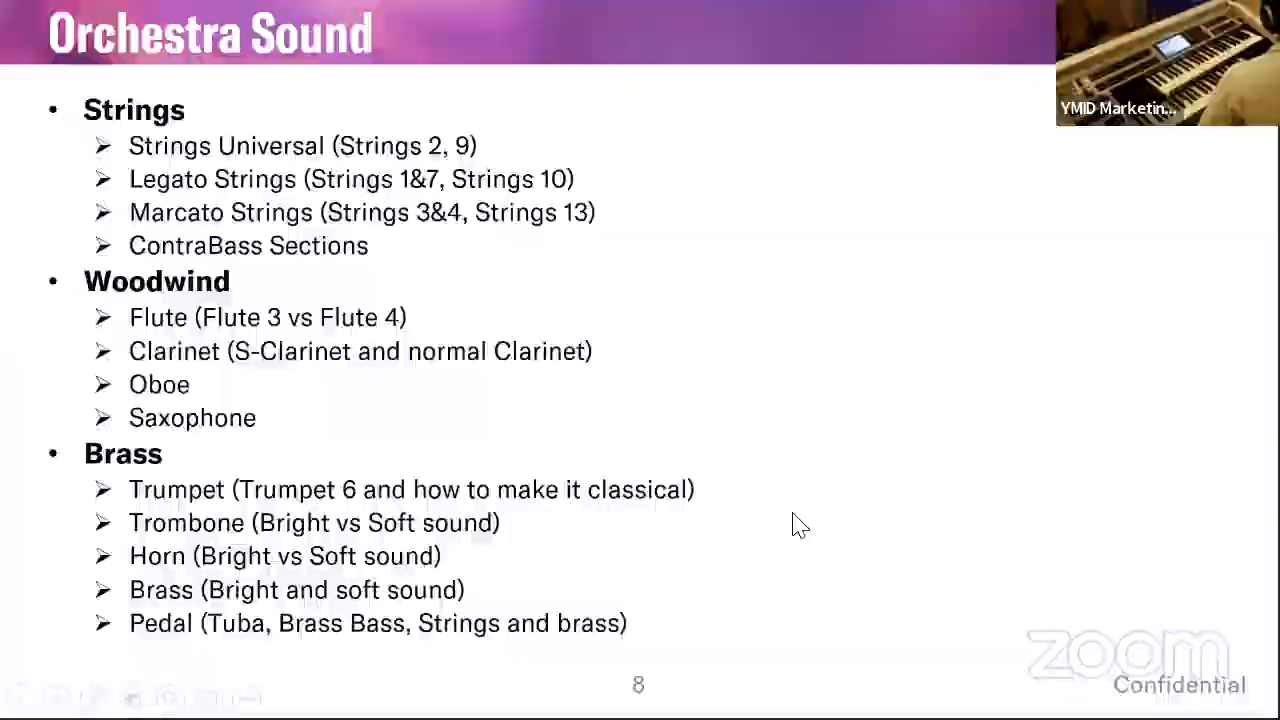 Orchestra Sound
YMID Marketin...
• Strings
➢ Strings Universal (Strings 2, 9)
➢ Legato Strings (Strings 1&7, Strings 10)
➢ Marcato Strings (Strings 3&4, Strings 13)
➢ ContraBass Sections
• Woodwind
➢ Flute (Flute 3 vs Flute 4)
➢ Clarinet (S-Clarinet and normal Clarinet)
➢ Oboe
➢ Saxophone
• Brass
➢ Trumpet (Trumpet 6 and how to make it classical)
➢ Trombone (Bright vs Soft sound)
➢ Horn (Bright vs Soft sound)
➢ Brass (Bright and soft sound)
➢ Pedal (Tuba, Brass Bass, Strings and brass)
zoom
8
Confidential